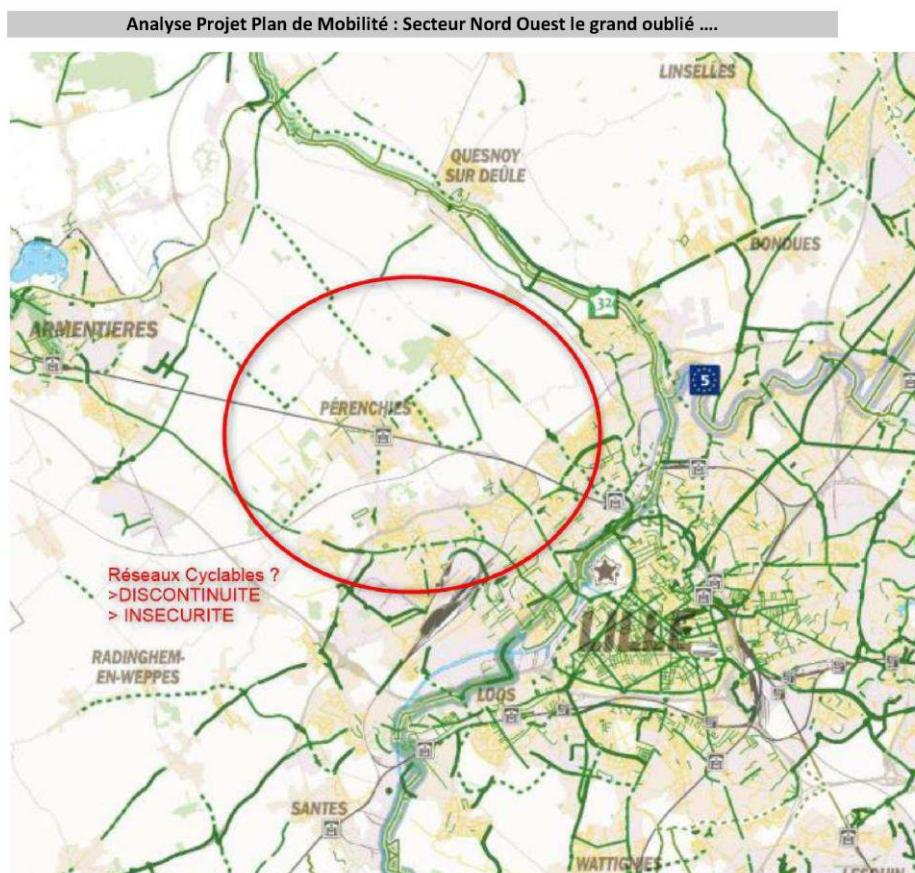 Analyse Projet Plan de Mobilité : Secteur Nord Ouest le grand oublié ....
LINSELLES
QUESNOY
SUR DEÛLE
BONDUES
32
ARMENTIERES
5
PÉRENCHIES
Réseaux Cyclables ?
>DISCONTINUITE
> INSECURITE
LILLE
RADINGHEM-
EN-WEPPES
LOOS
SANTES
WATTIGNIES
LESQUIN